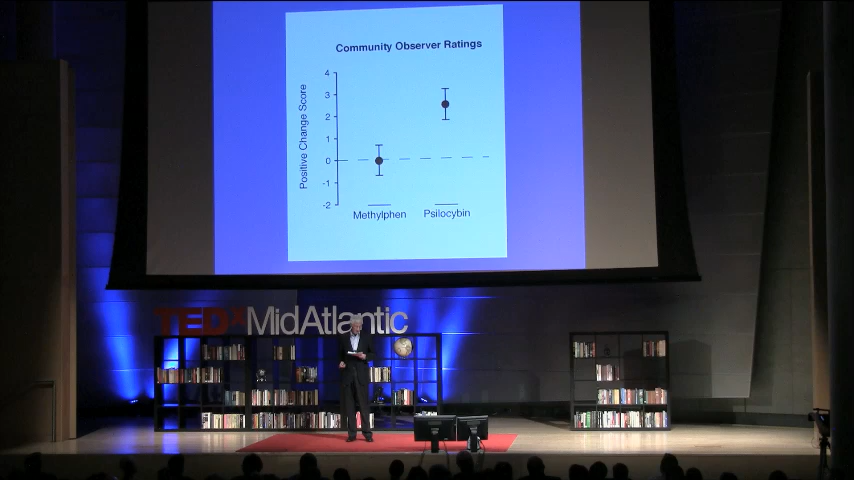 Community Observer Ratings
Positive Change Score
4
3
2
1
0
-1
-2
Methylphen Psilocybin
TEDxMidAtlantic